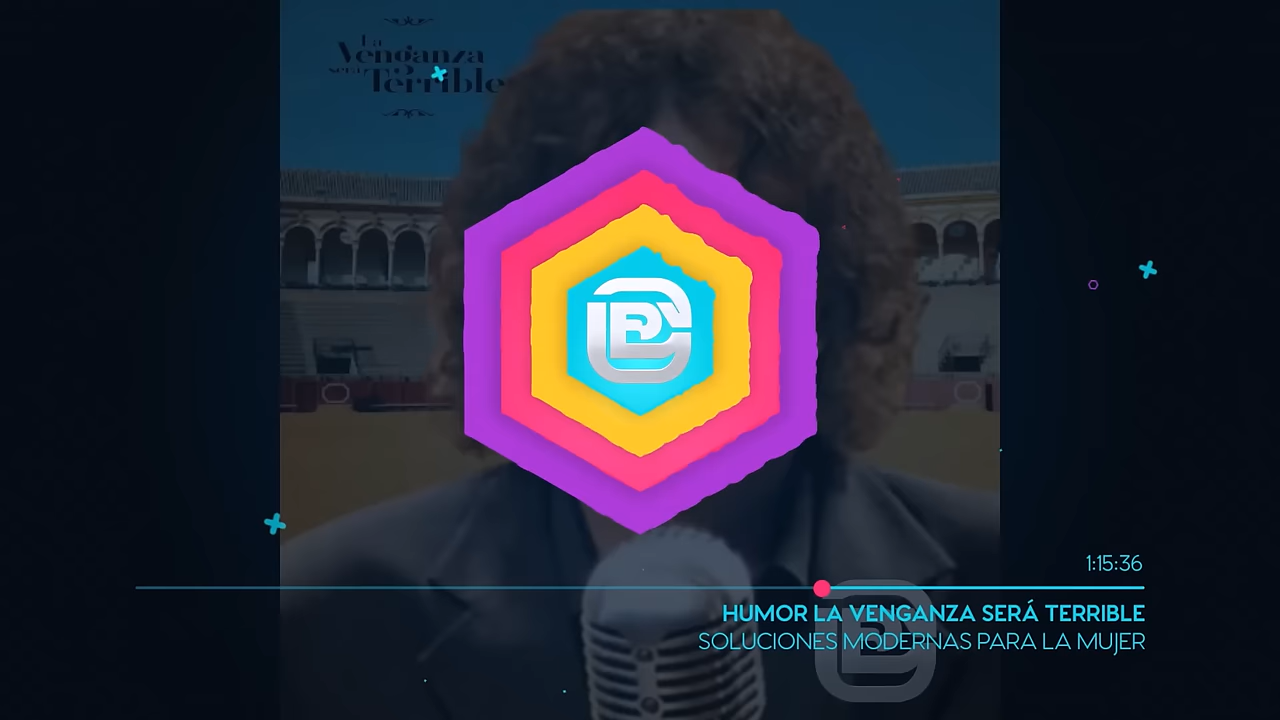 La
Venganza
será Terrible
1:15:36
HUMOR LA VENGANZA SERÁ TERRIBLE
SOLUCIONES MODERNAS PARA LA MUJER